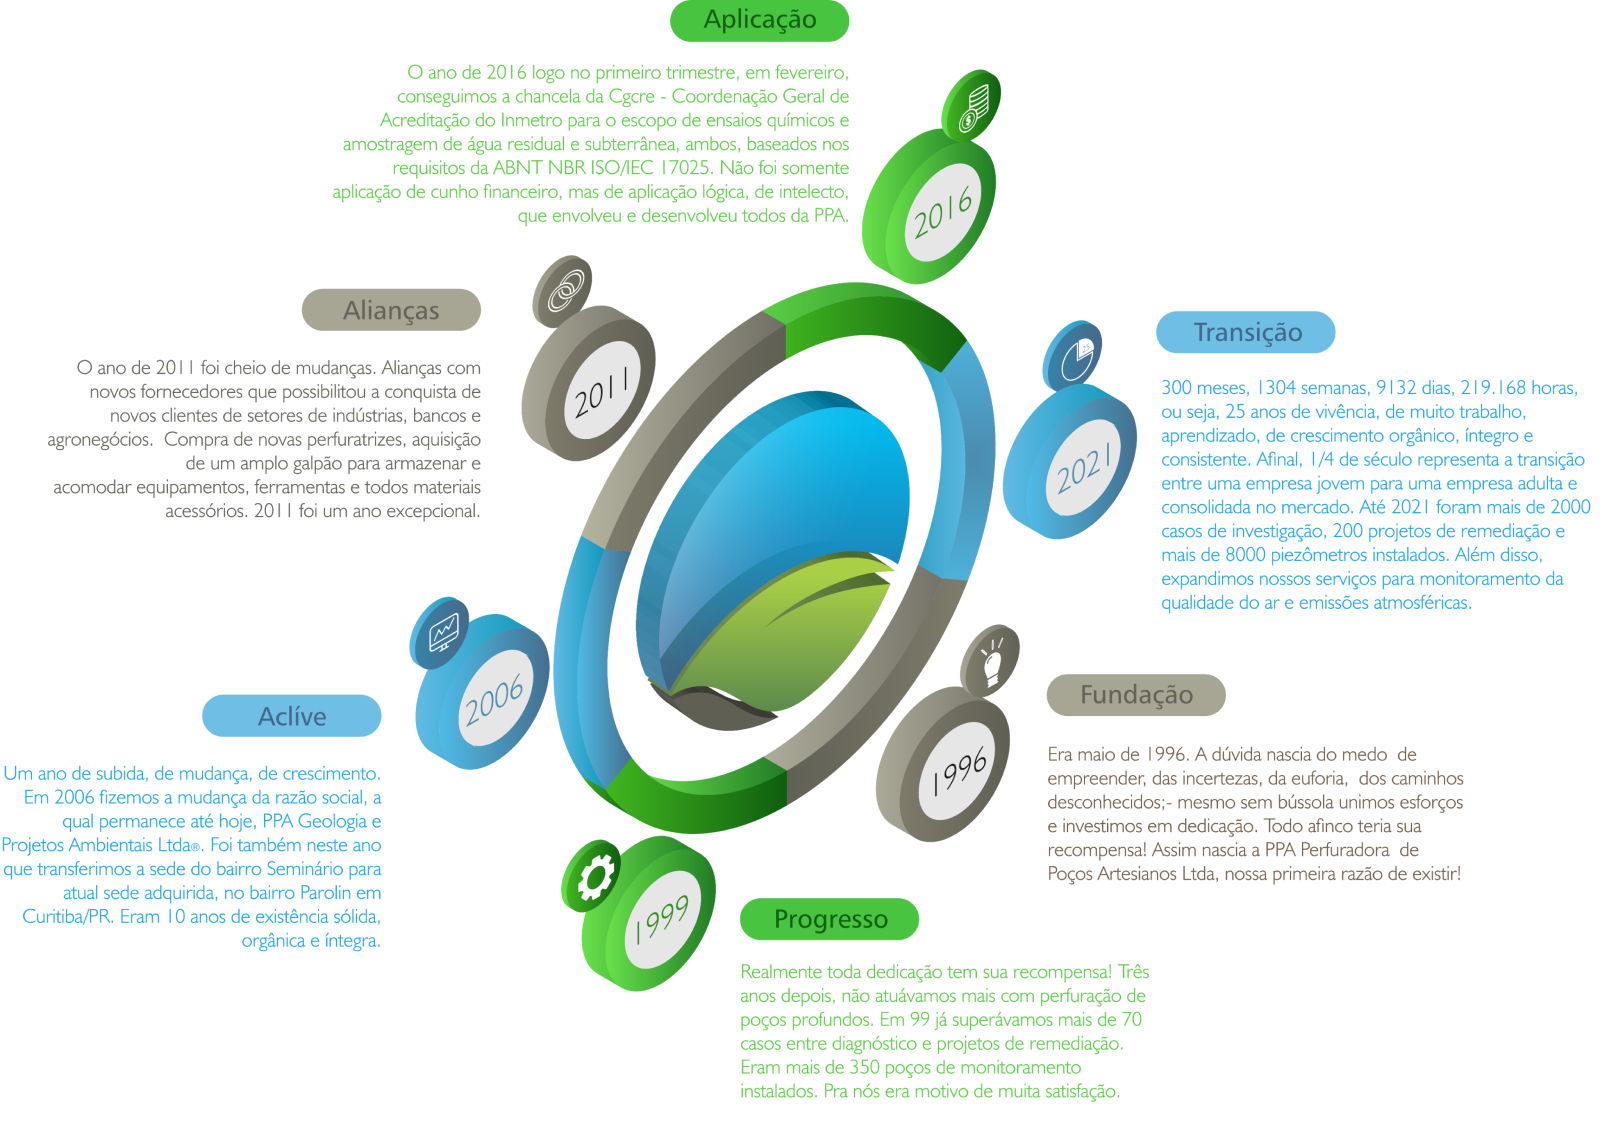 Aplicação
O ano de 2016 logo no primeiro trimestre, em fevereiro,
conseguimos a chancela da Cgcre - Coordenação Geral de
Acreditação do Inmetro para o escopo de ensaios químicos e
amostragem de água residual e subterrânea, ambos, baseados nos
requisitos da ABNT NBR ISO/IEC 17025. Não foi somente
aplicação de cunho financeiro, mas de aplicação lógica, de intelecto,
que envolveu e desenvolveu todos da PPA.
$
2016
Alianças
O ano de 2011 foi cheio de mudanças. Alianças com
novos fornecedores que possibilitou a conquista de
novos clientes de setores de indústrias, bancos e
agronegócios. Compra de novas perfuratrizes, aquisição
de um amplo galpão para armazenar e
acomodar equipamentos, ferramentas e todos materiais
acessórios. 2011 foi um ano excepcional.
2011
Transição
300 meses, 1304 semanas, 9132 dias, 219.168 horas,
ou seja, 25 anos de vivência, de muito trabalho,
aprendizado, de crescimento orgânico, íntegro e
consistente. Afinal, 1/4 de século representa a transição
entre uma empresa jovem para uma empresa adulta e
consolidada no mercado. Até 2021 foram mais de 2000
casos de investigação, 200 projetos de remediação e
mais de 8000 piezômetros instalados. Além disso,
expandimos nossos serviços para monitoramento da
qualidade do ar e emissões atmosféricas.
25
2021
Aclíve
Um ano de subida, de mudança, de crescimento.
Em 2006 fizemos a mudança da razão social, a
qual permanece até hoje, PPA Geologia e
Projetos Ambientais Ltda®. Foi também neste ano
que transferimos a sede do bairro Seminário para
atual sede adquirida, no bairro Parolin em
Curitiba/PR. Eram 10 anos de existência sólida,
orgânica e íntegra.
2006
Fundação
Era maio de 1996. A dúvida nascia do medo de
empreender, das incertezas, da euforia, dos caminhos
desconhecidos;- mesmo sem bússola unimos esforços
e investimos em dedicação. Todo afinco teria sua
recompensa! Assim nascia a PPA Perfuradora de
Poços Artesianos Ltda, nossa primeira razão de existir!
1996
1999
Progresso
Realmente toda dedicação tem sua recompensa! Três
anos depois, não atuávamos mais com perfuração de
poços profundos. Em 99 já superávamos mais de 70
casos entre diagnóstico e projetos de remediação.
Eram mais de 350 poços de monitoramento
instalados. Pra nós era motivo de muita satisfação.